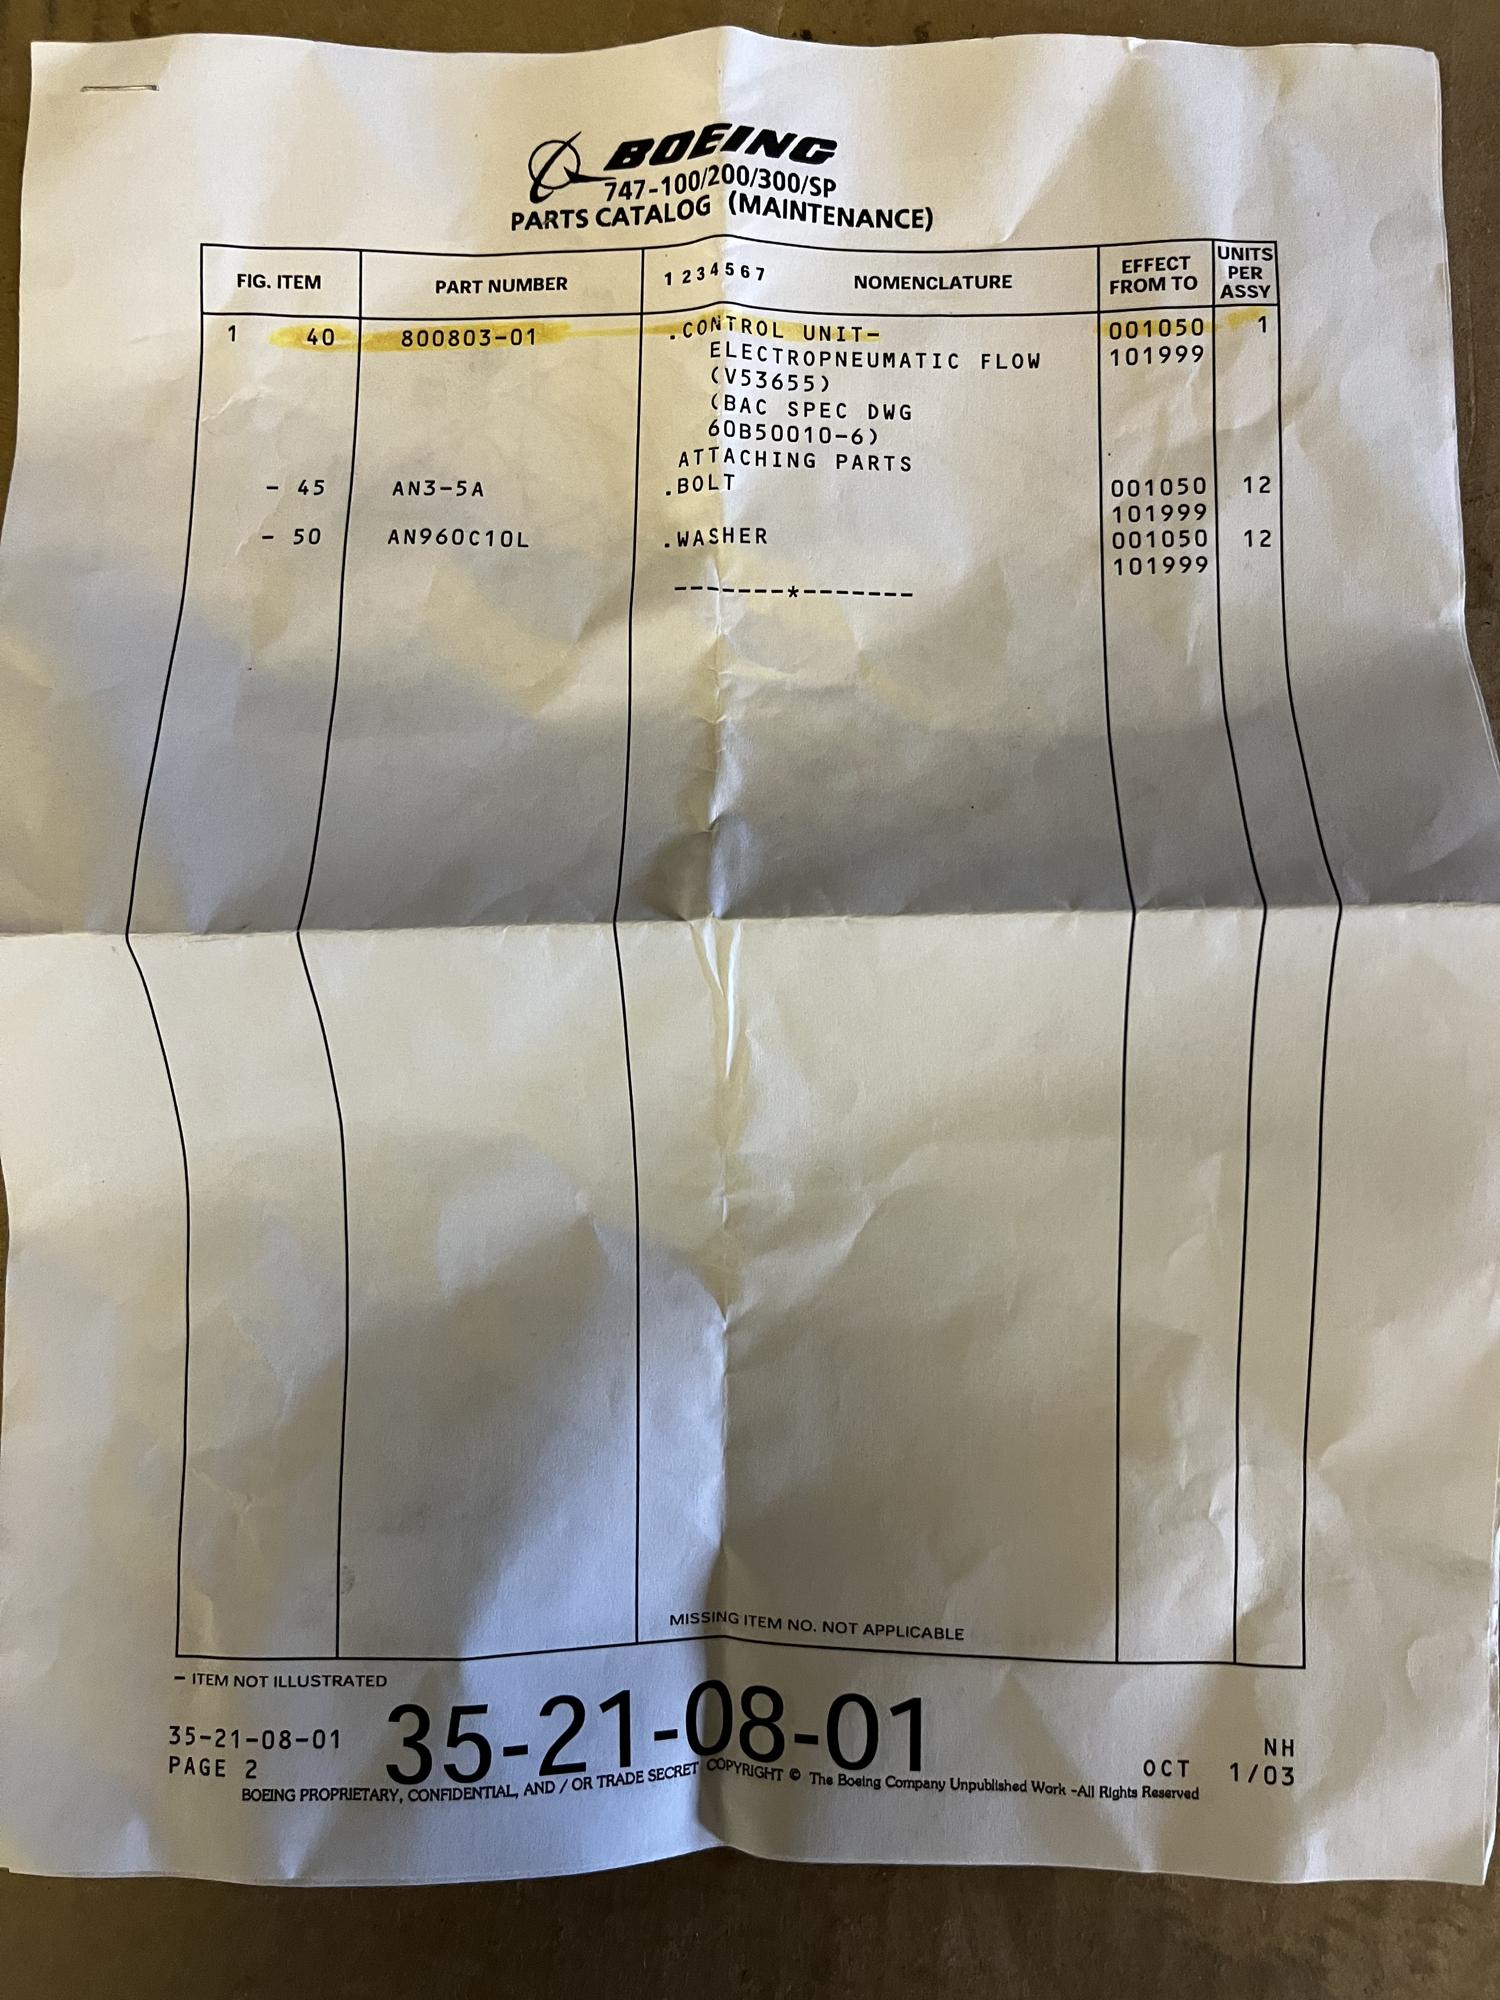 BOEING
747-100/200/300/SP
PARTS CATALOG (MAINTENANCE)
FIG. ITEM PART NUMBER 1 2 3 4 5 6 7 NOMENCLATURE EFFECT FROM TO UNITS PER ASSY
1 40 800803-01 .CONTROL UNIT- 001050 1
ELECTROPNEUMATIC FLOW 101999
(V53655)
(BAC SPEC DWG
60B50010-6)
ATTACHING PARTS
- 45 AN3-5A .BOLT 001050 12
101999
- 50 AN960C10L .WASHER 001050 12
101999
-------*-------
MISSING ITEM NO. NOT APPLICABLE
- ITEM NOT ILLUSTRATED
35-21-08-01 35-21-08-01 NH
PAGE 2 OCT 1/03
BOEING PROPRIETARY, CONFIDENTIAL, AND / OR TRADE SECRET COPYRIGHT © The Boeing Company Unpublished Work -All Rights Reserved